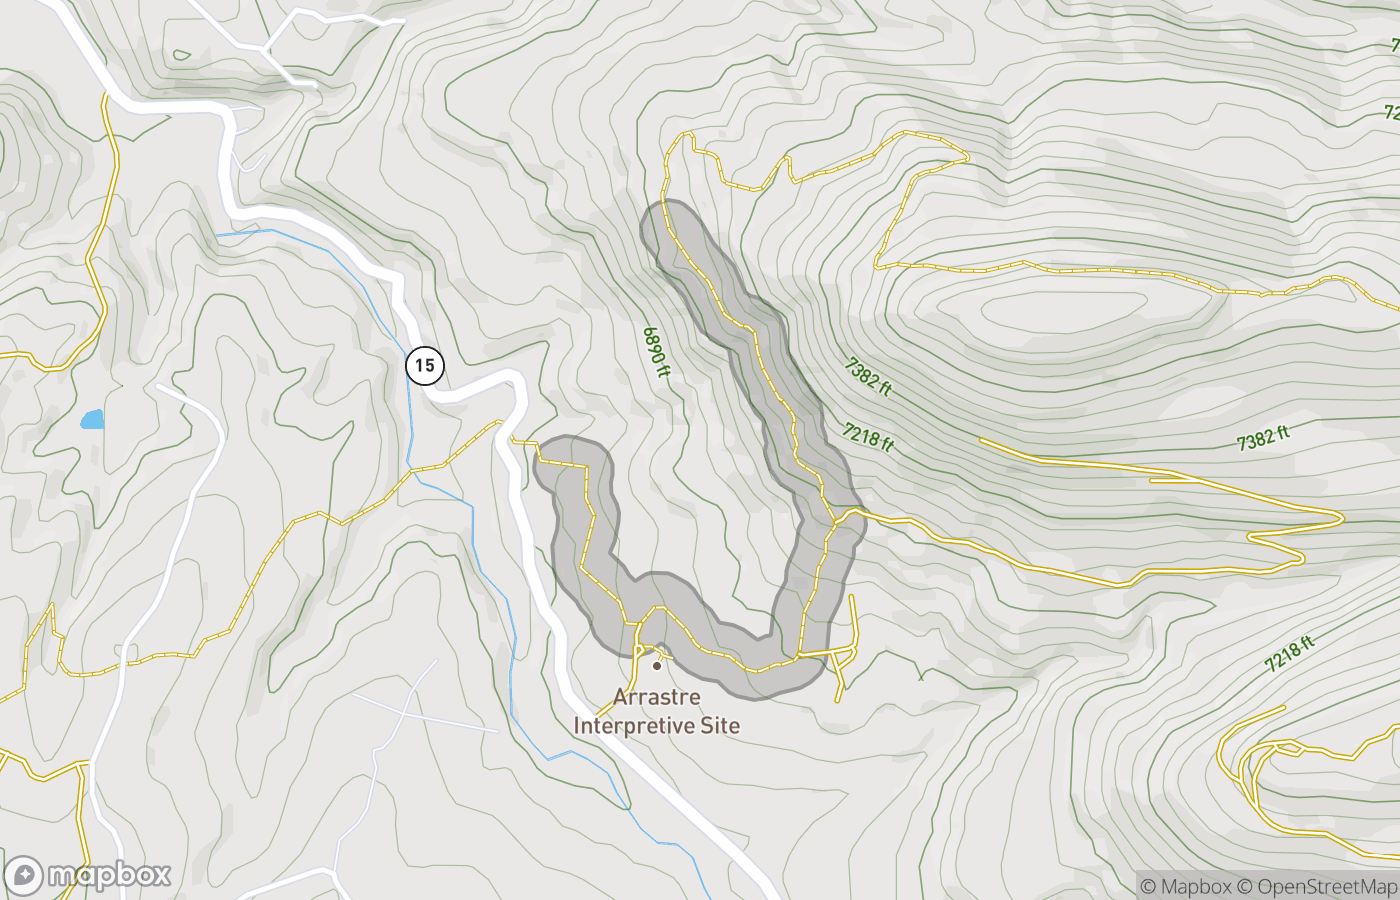 15
6890 ft
7382 ft
7218 ft
7382 ft
7218 ft
Arrastre
Interpretive Site
mapbox
© Mapbox © OpenStreetMap